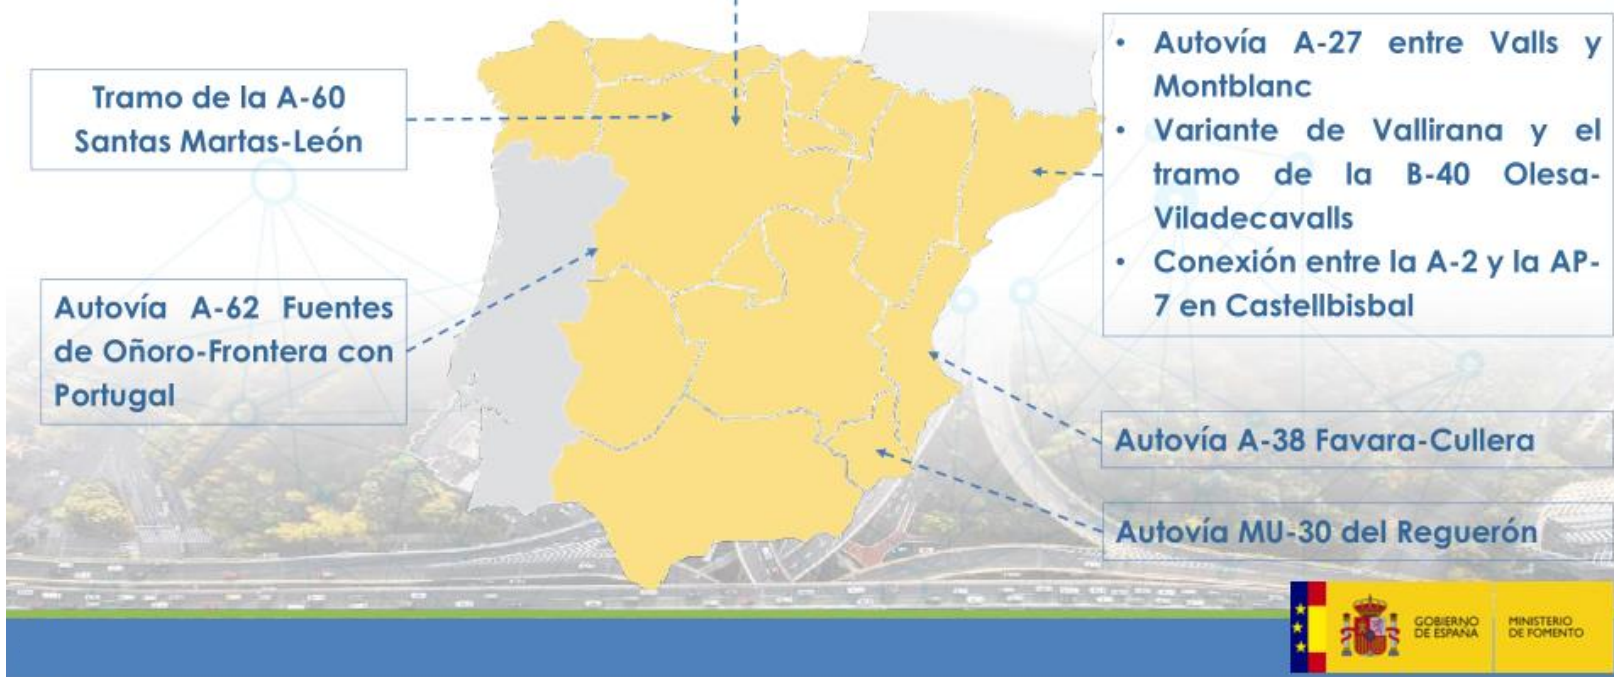 Tramo de la A-60
Santas Martas-León
Autovía A-62 Fuentes
de Oñoro-Frontera con
Portugal
• Autovía A-27 entre Valls y
Montblanc
• Variante de Vallirana y el
tramo de la B-40 Olesa-
Viladecavalls
• Conexión entre la A-2 y la AP-
7 en Castellbisbal
Autovía A-38 Favara-Cullera
Autovía MU-30 del Reguerón
GOBIERNO
DE ESPAÑA
MINISTERIO
DE FOMENTO